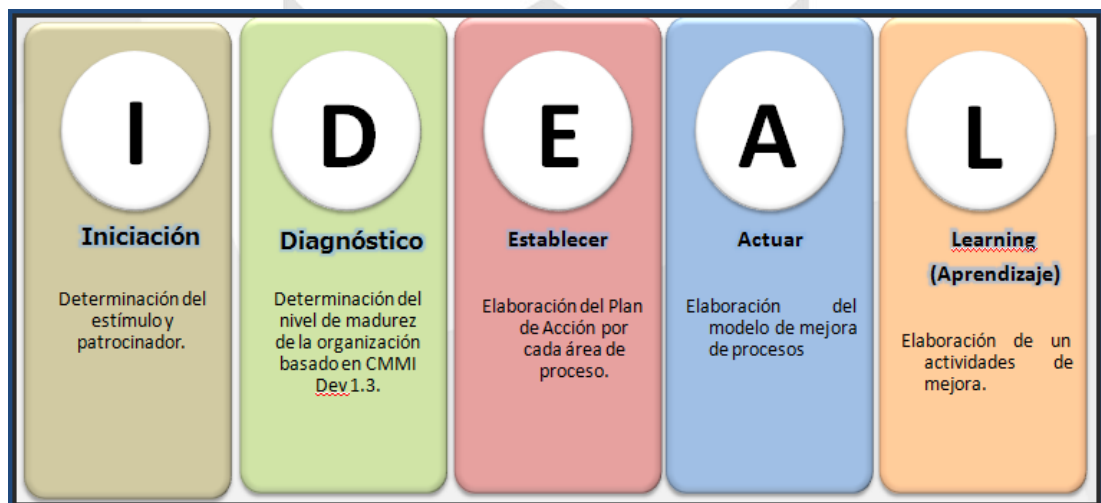 I
Iniciación
Determinación del
estímulo y
patrocinador.
D
Diagnóstico
Determinación del
nivel de madurez
de la organización
basado en CMMI
Dev 1.3.
E
Establecer
Elaboración del Plan
de Acción por
cada área de
proceso.
A
Actuar
Elaboración del
modelo de mejora
de procesos
L
Learning
(Aprendizaje)
Elaboración de un
actividades de
mejora.